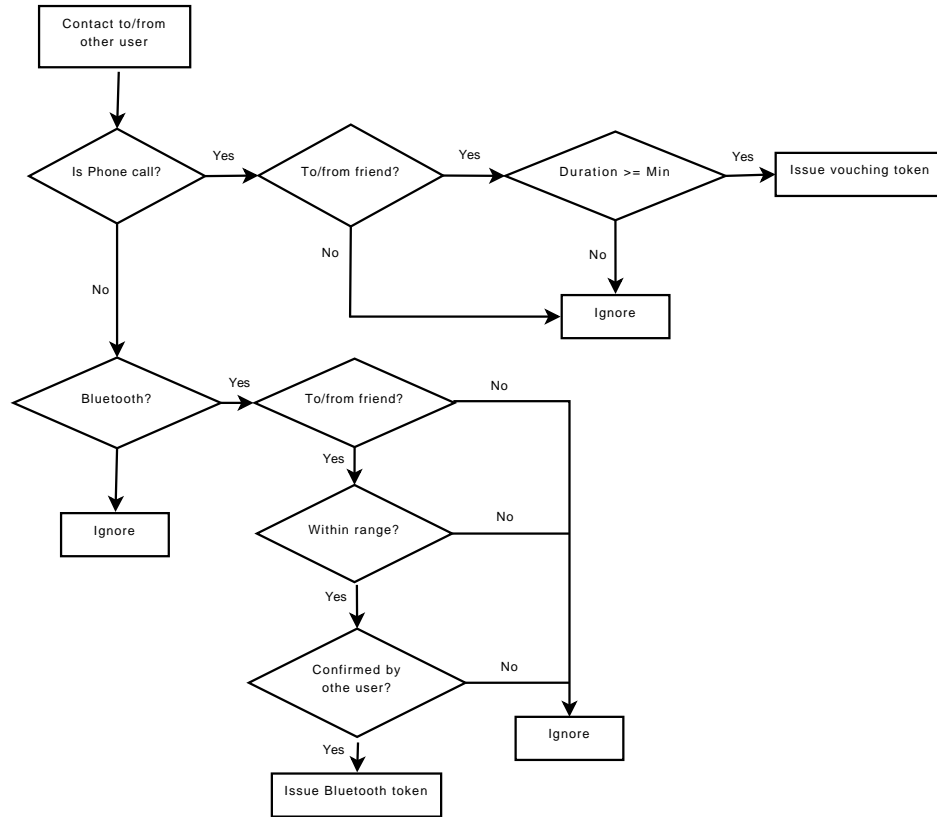 Contact to/from
other user
Is Phone call?
Yes
To/from friend?
Yes
Duration >= Min
Yes
Issue vouching token
No
No
No
Ignore
Bluetooth?
Yes
To/from friend?
No
Yes
Ignore
Within range?
No
Yes
Confirmed by
othe user?
No
Ignore
Yes
Issue Bluetooth token